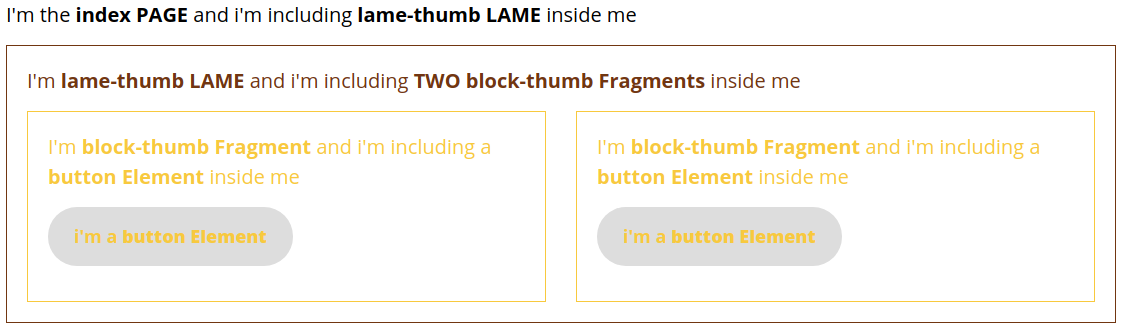 I'm the index PAGE and i'm including lame-thumb LAME inside me
I'm lame-thumb LAME and i'm including TWO block-thumb Fragments inside me
I'm block-thumb Fragment and i'm including a
button Element inside me
i'm a button Element
I'm block-thumb Fragment and i'm including a
button Element inside me
i'm a button Element